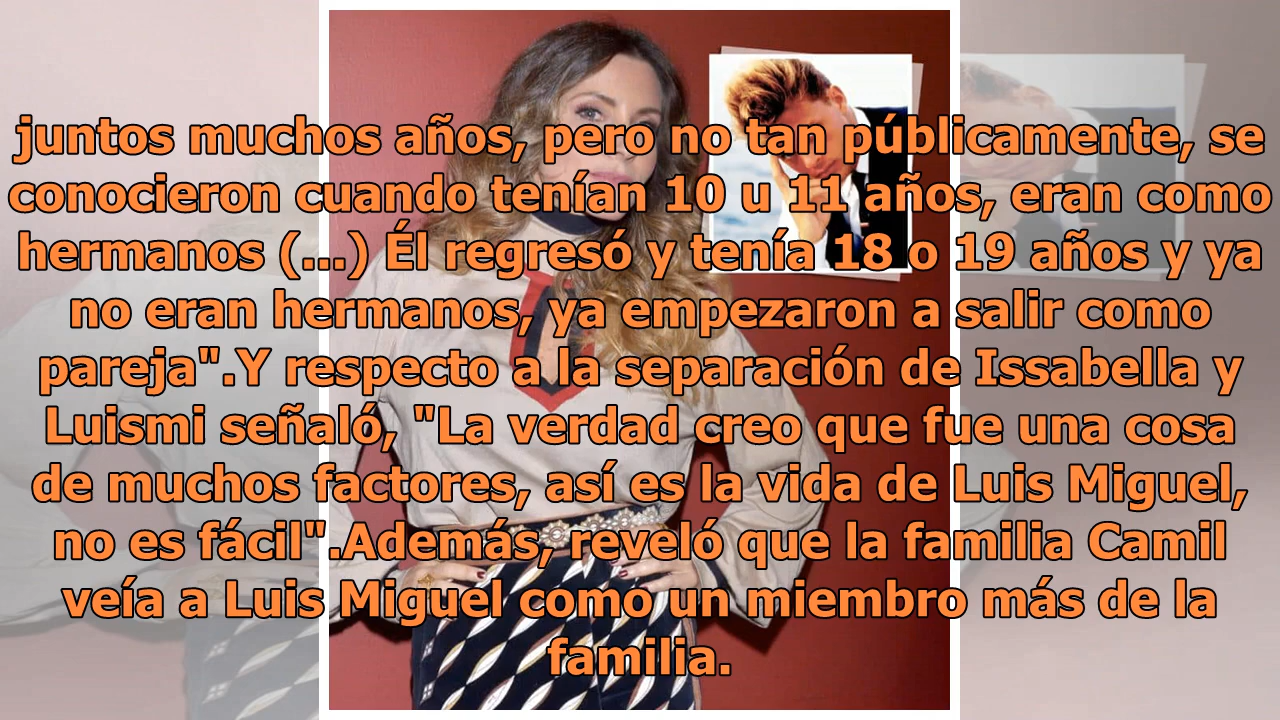 juntos muchos años, pero no tan públicamente, se
conocieron cuando tenían 10 u 11 años, eran como
hermanos (...) Él regresó y tenía 18 o 19 años y ya
no eran hermanos, ya empezaron a salir como
pareja".Y respecto a la separación de Issabella y
Luismi señaló, "La verdad creo que fue una cosa
de muchos factores, así es la vida de Luis Miguel,
no es fácil".Además, reveló que la familia Camil
veía a Luis Miguel como un miembro más de la
familia.